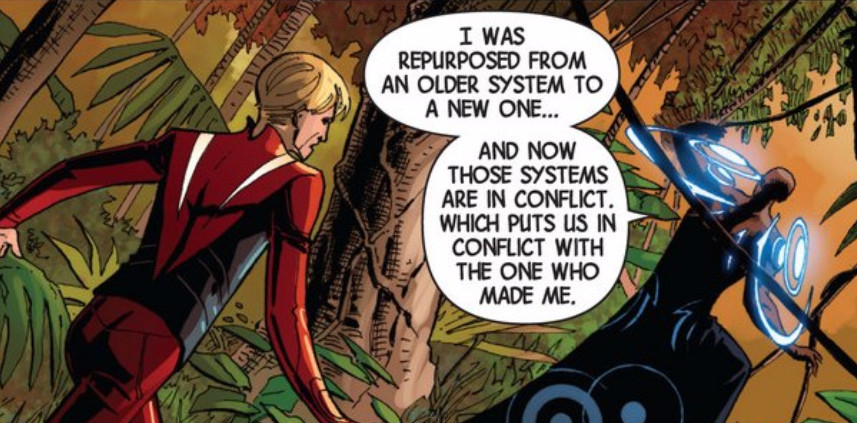 I WAS
REPURPOSED FROM
AN OLDER SYSTEM TO
A NEW ONE...
AND NOW
THOSE SYSTEMS
ARE IN CONFLICT.
WHICH PUTS US IN
CONFLICT WITH
THE ONE WHO
MADE ME.